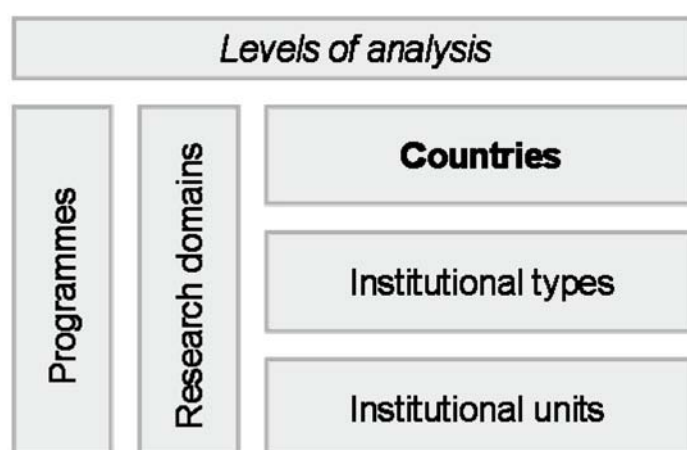 Levels of analysis
Programmes
Research domains
Countries
Institutional types
Institutional units